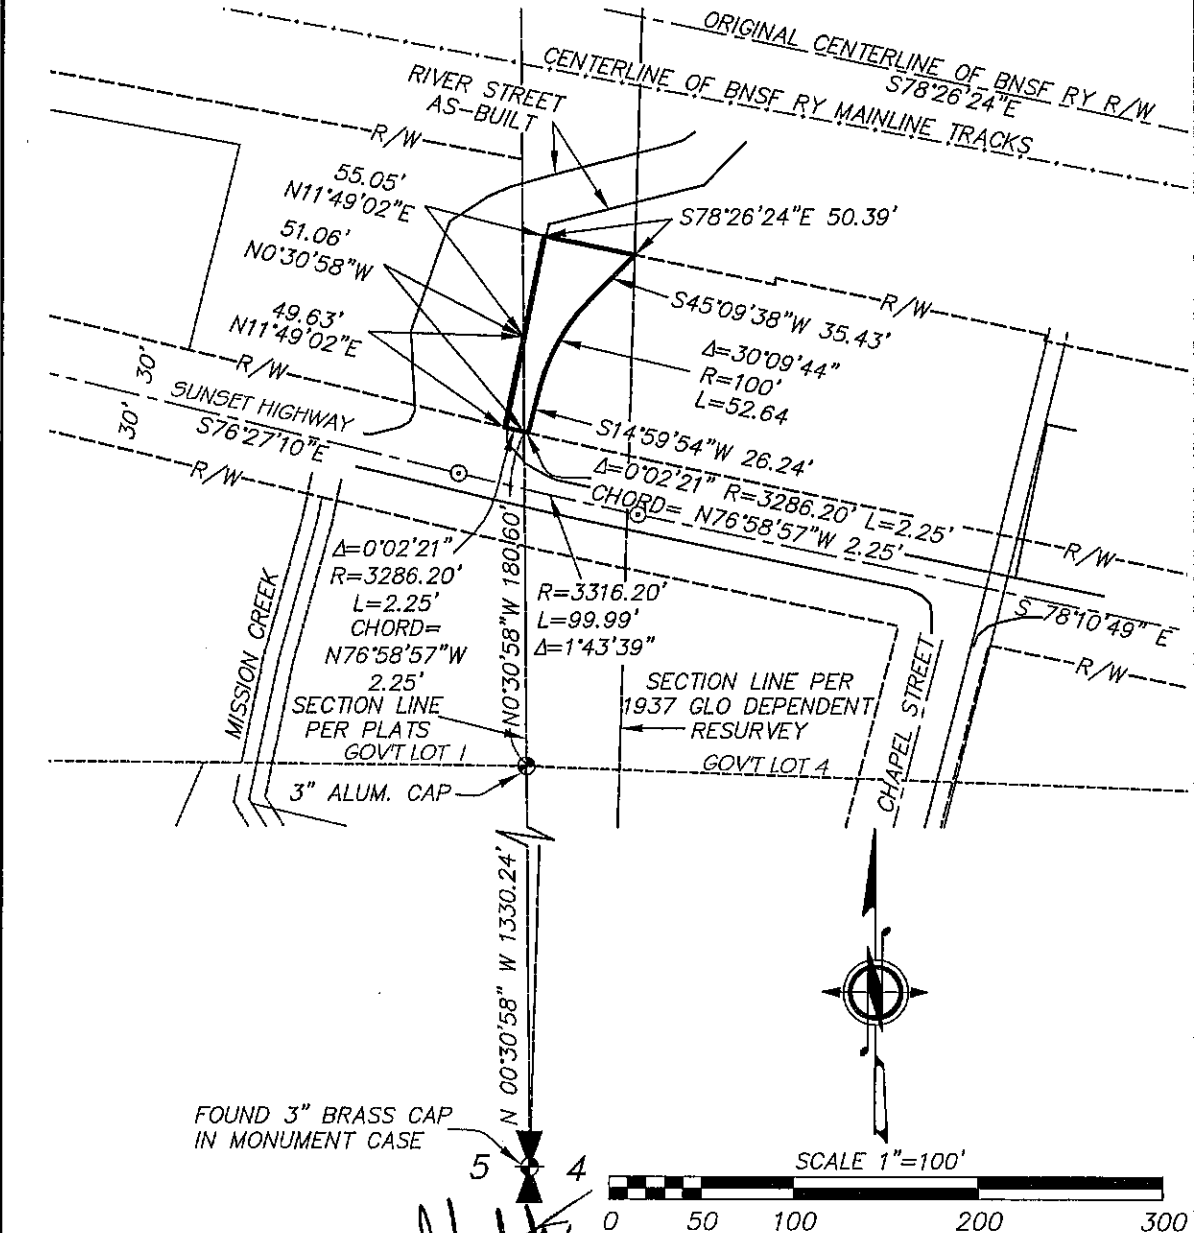 ORIGINAL CENTERLINE OF BNSF RY R/W
S78°26'24"E
CENTERLINE OF BNSF RY MAINLINE TRACKS
RIVER STREET
AS-BUILT
R/W
55.05'
N11°49'02"E
S78°26'24"E 50.39'
51.06'
N0°30'58"W
R/W
49.63'
N11°49'02"E
S45°09'38"W 35.43'
Δ=30°09'44"
R=100'
L=52.64
R/W
30'
30'
SUNSET HIGHWAY
S76°27'10"E
R/W
S14°59'54"W 26.24'
Δ=0°02'21" R=3286.20' L=2.25'
CHORD= N76°58'57"W 2.25'
R/W
Δ=0°02'21"
R=3286.20'
L=2.25'
CHORD=
N76°58'57"W
2.25'
N0°30'58"W 180.60'
R=3316.20'
L=99.99'
Δ=1°43'39"
S 78°10'49" E
R/W
MISSION CREEK
CHAPEL STREET
SECTION LINE
PER PLATS
GOV'T LOT 1
SECTION LINE PER
1937 GLO DEPENDENT
RESURVEY
GOV'T LOT 4
3" ALUM. CAP
N 00°30'58" W 1330.24'
FOUND 3" BRASS CAP
IN MONUMENT CASE
5 4
SCALE 1"=100'
0 50 100 200 300